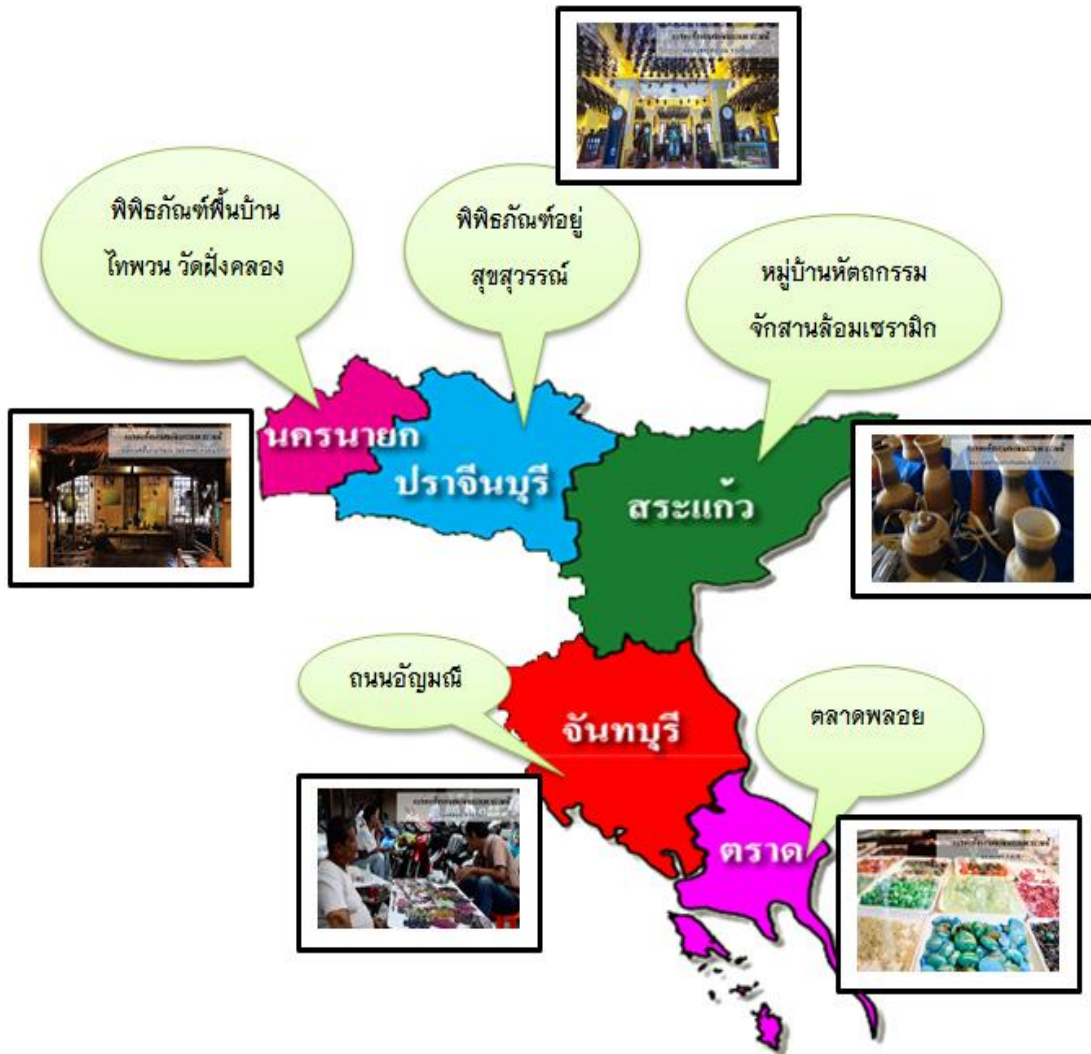 พิพิธภัณฑ์พื้นบ้าน
ไทพวน วัดฝั่งคลอง
พิพิธภัณฑ์อยู่
สุขสุวรรณ์
หมู่บ้านหัตถกรรม
จักสานล้อมเซรามิก
นครนายก
ปราจีนบุรี
สระแก้ว
ถนนอัญมณี
จันทบุรี
ตลาดพลอย
ตราด